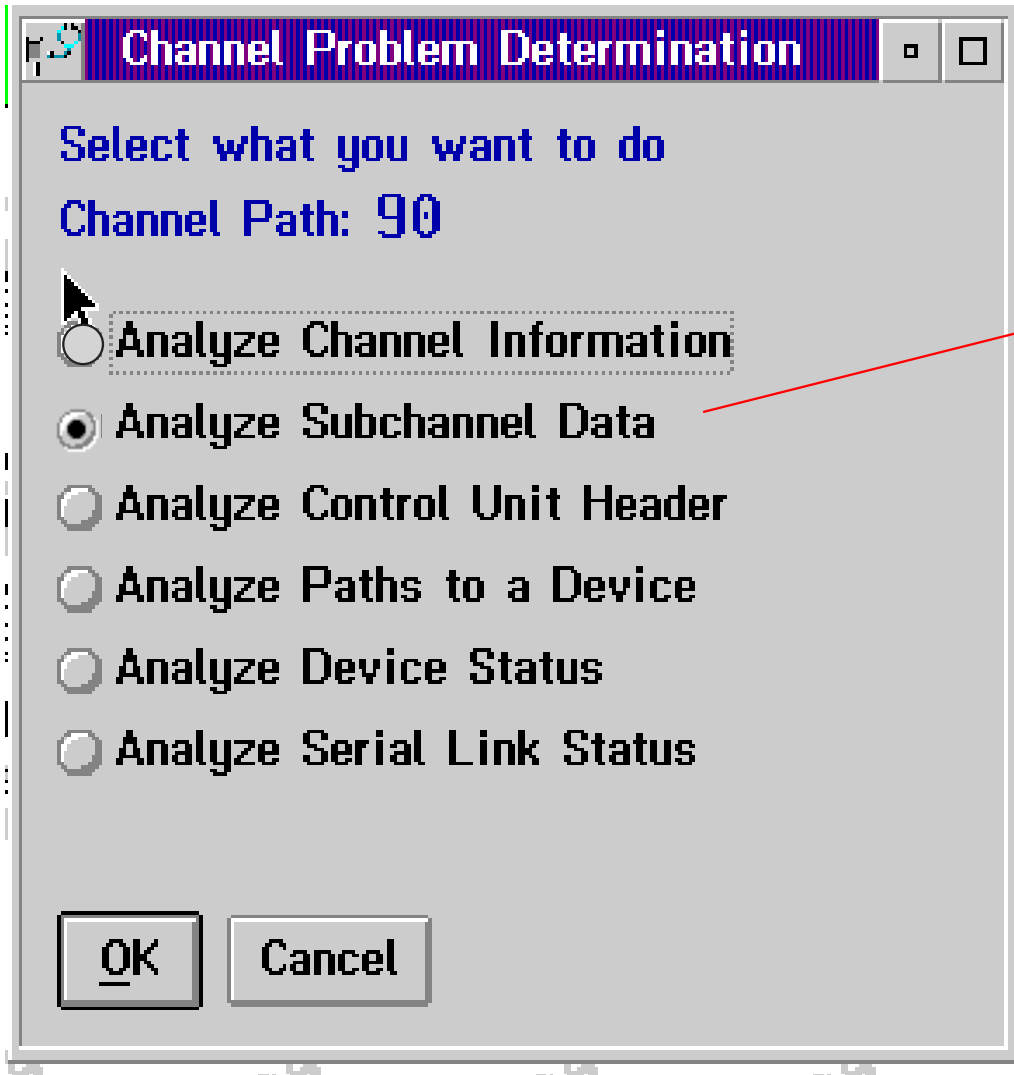 Channel Problem Determination
Select what you want to do
Channel Path: 90
Analyze Channel Information
Analyze Subchannel Data
Analyze Control Unit Header
Analyze Paths to a Device
Analyze Device Status
Analyze Serial Link Status
OK Cancel